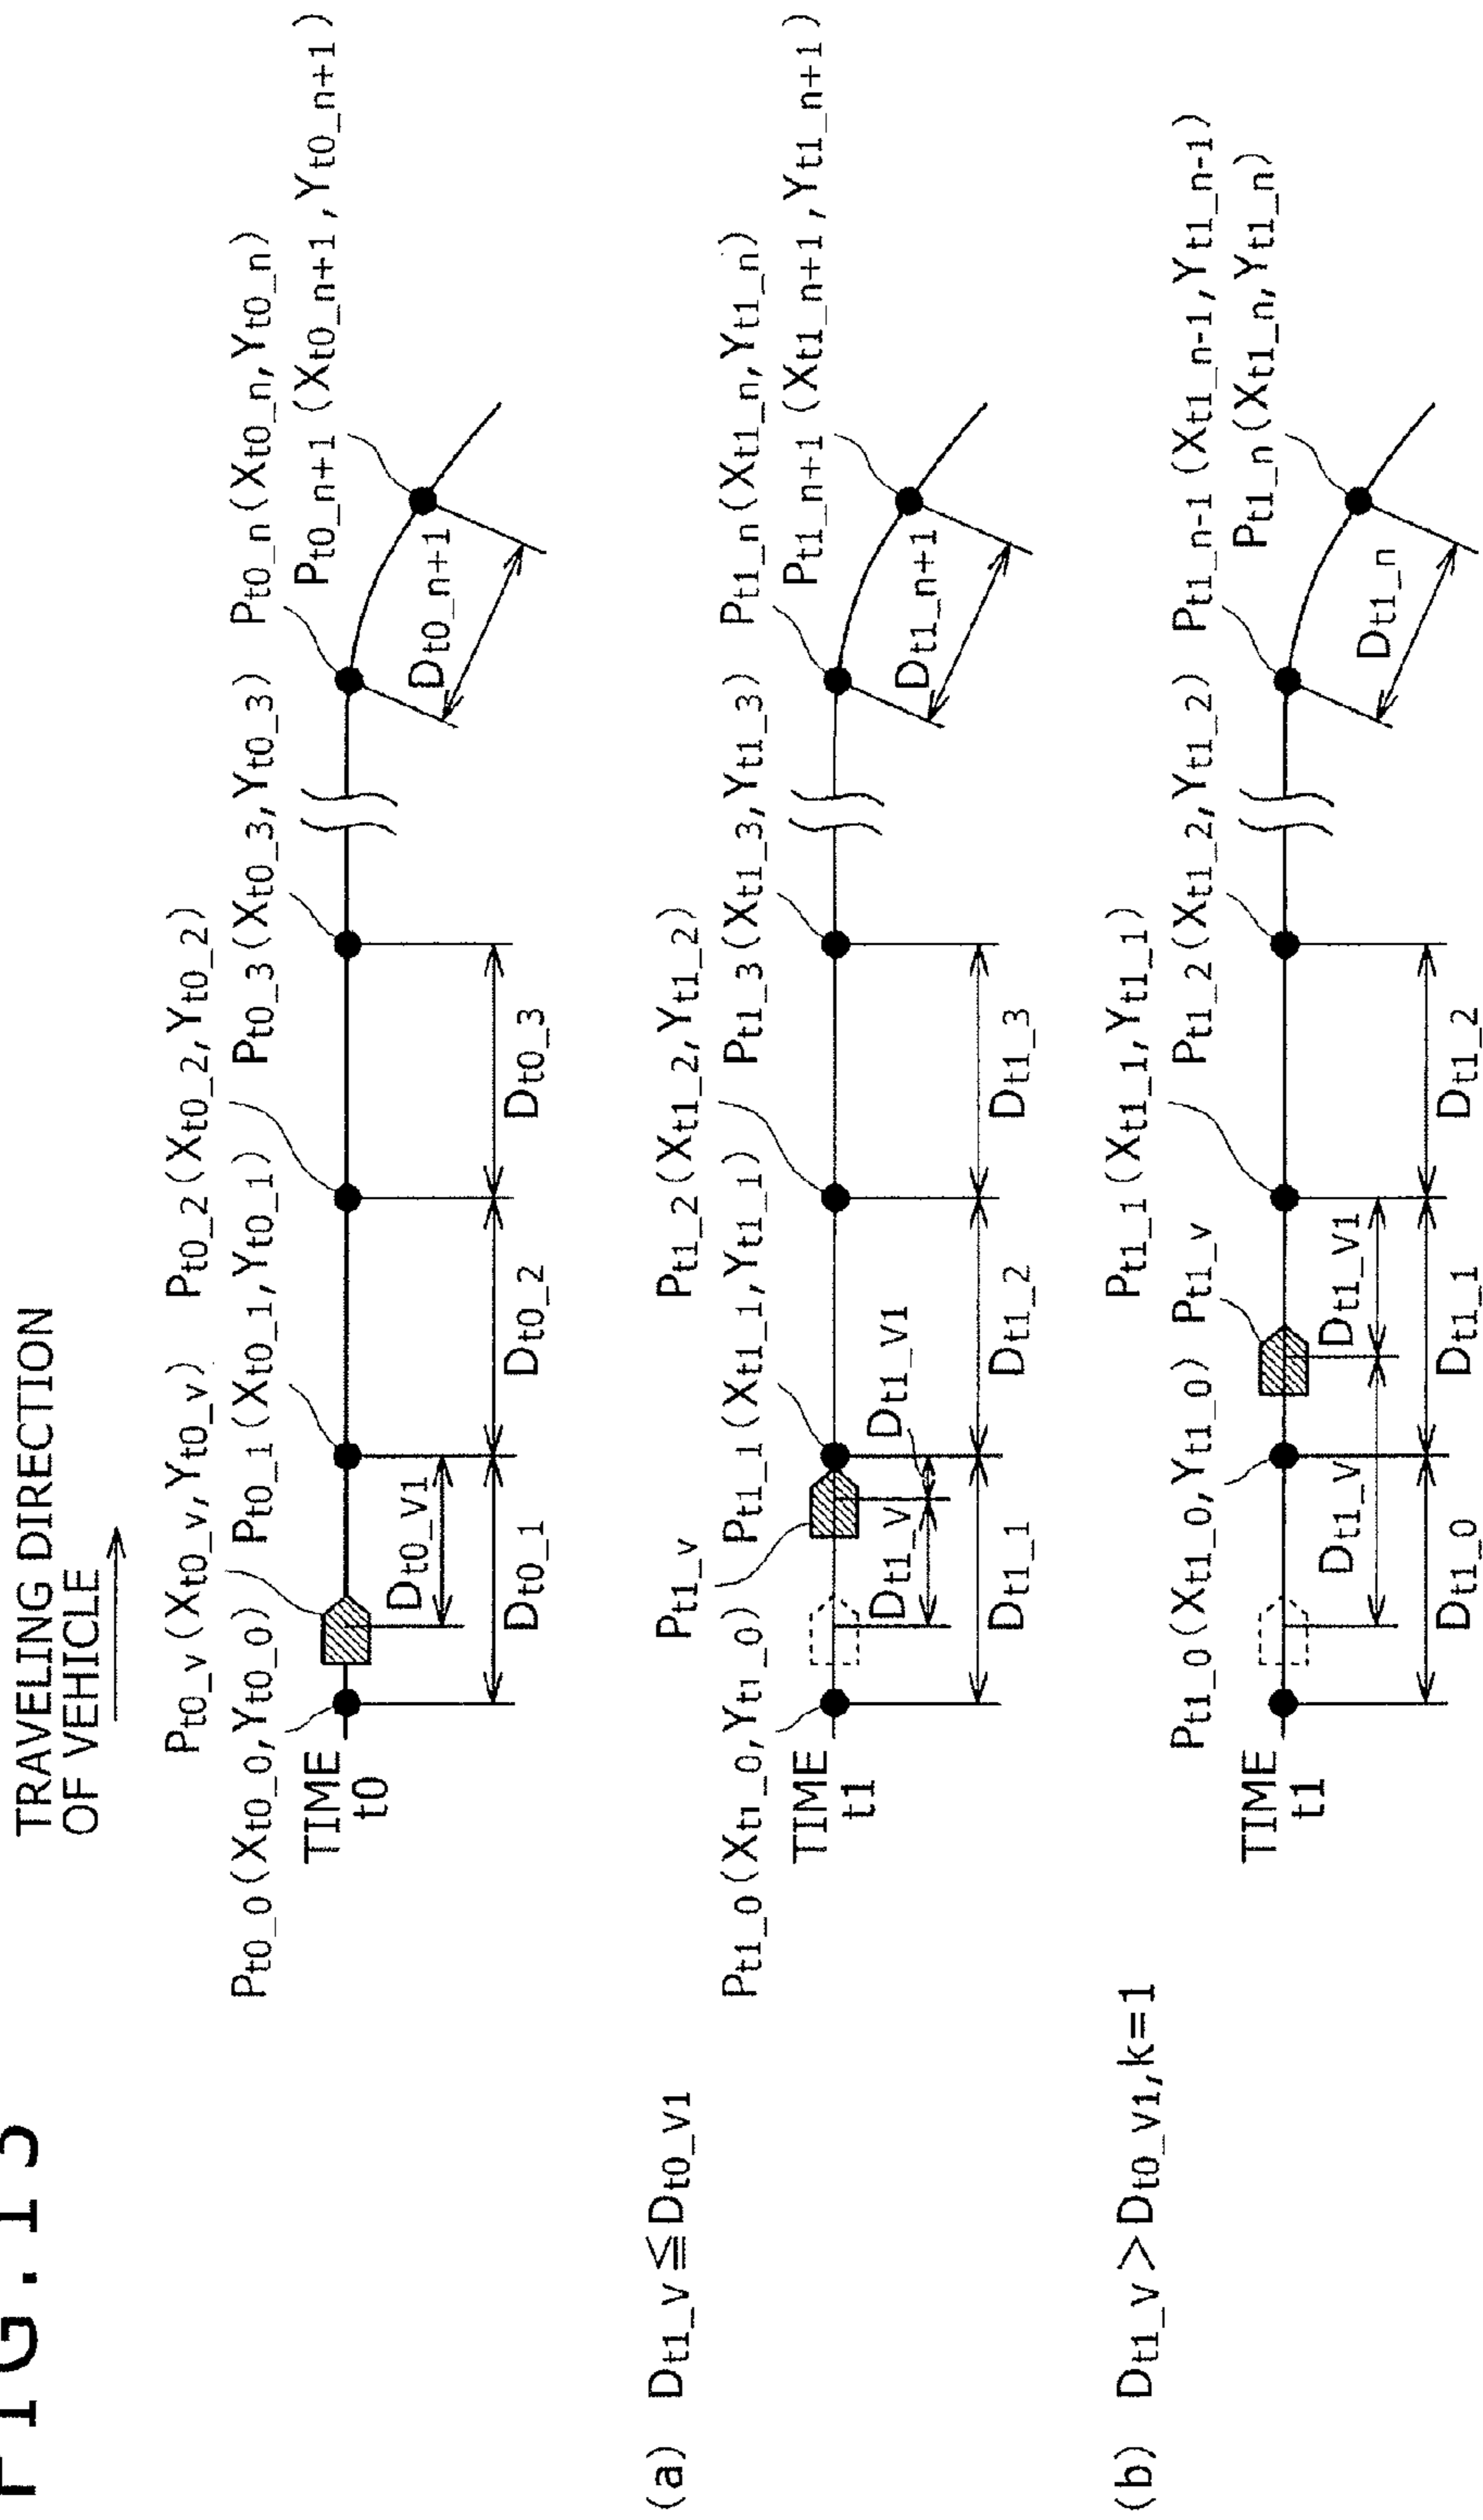 FIG.15
TRAVELING DIRECTION
OF VEHICLE
Pt0_v(Xt0_v,Yt0_v) Pt0_2(Xt0_2,Yt0_2)
Pt0_0(Xt0_0,Yt0_0) Pt0_1(Xt0_1,Yt0_1) Pt0_3(Xt0_3,Yt0_3) Pt0_n(Xt0_n,Yt0_n)
Pt0_n+1(Xt0_n+1,Yt0_n+1)
TIME
t0
Dt0_V1
Dt0_n+1
Dt0_1
Dt0_2
Dt0_3
(a) Dt1_V≦Dt0_V1
Pt1_v
Pt1_2(Xt1_2,Yt1_2)
Pt1_0(Xt1_0,Yt1_0) Pt1_1(Xt1_1,Yt1_1) Pt1_3(Xt1_3,Yt1_3) Pt1_n(Xt1_n,Yt1_n)
Pt1_n+1(Xt1_n+1,Yt1_n+1)
TIME
t1
Dt1_V
Dt1_V1
Dt1_n+1
Dt1_1
Dt1_2
Dt1_3
(b) Dt1_V>Dt0_V1,k=1
Pt1_1(Xt1_1,Yt1_1)
Pt1_0(Xt1_0,Yt1_0) Pt1_v Pt1_2(Xt1_2,Yt1_2) Pt1_n-1(Xt1_n-1,Yt1_n-1)
Pt1_n(Xt1_n,Yt1_n)
TIME
t1
Dt1_V
Dt1_V1
Dt1_n
Dt1_0
Dt1_1
Dt1_2